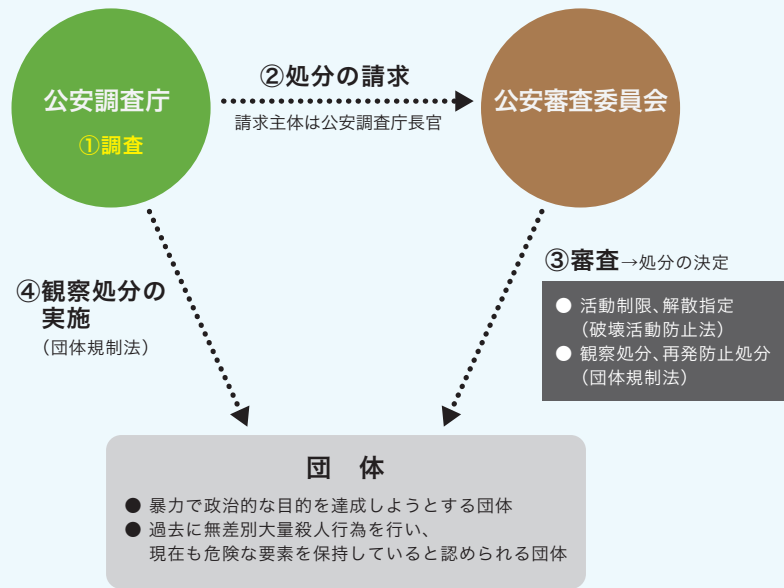 公安調査庁
①調査
②処分の請求
請求主体は公安調査庁長官
公安審査委員会
③審査→処分の決定
● 活動制限、解散指定
（破壊活動防止法）
● 観察処分、再発防止処分
（団体規制法）
④観察処分の
実施
（団体規制法）
団　体
● 暴力で政治的な目的を達成しようとする団体
● 過去に無差別大量殺人行為を行い、
現在も危険な要素を保持していると認められる団体